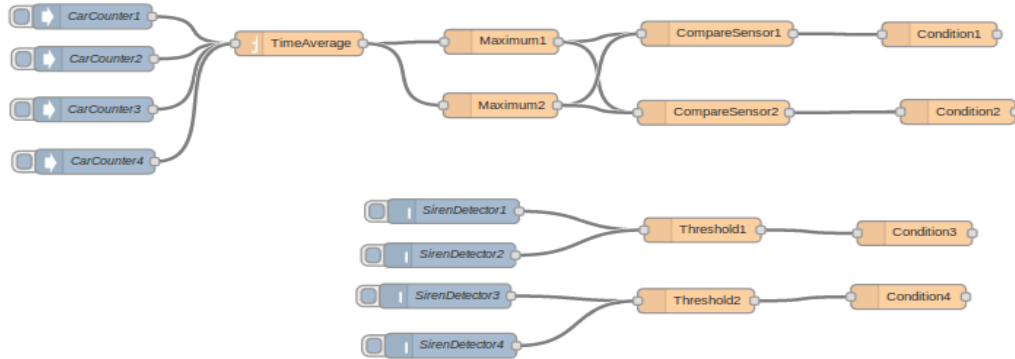 CarCounter1
CarCounter2
CarCounter3
CarCounter4
TimeAverage
Maximum1
Maximum2
CompareSensor1
CompareSensor2
Condition1
Condition2
SirenDetector1
SirenDetector2
SirenDetector3
SirenDetector4
Threshold1
Threshold2
Condition3
Condition4